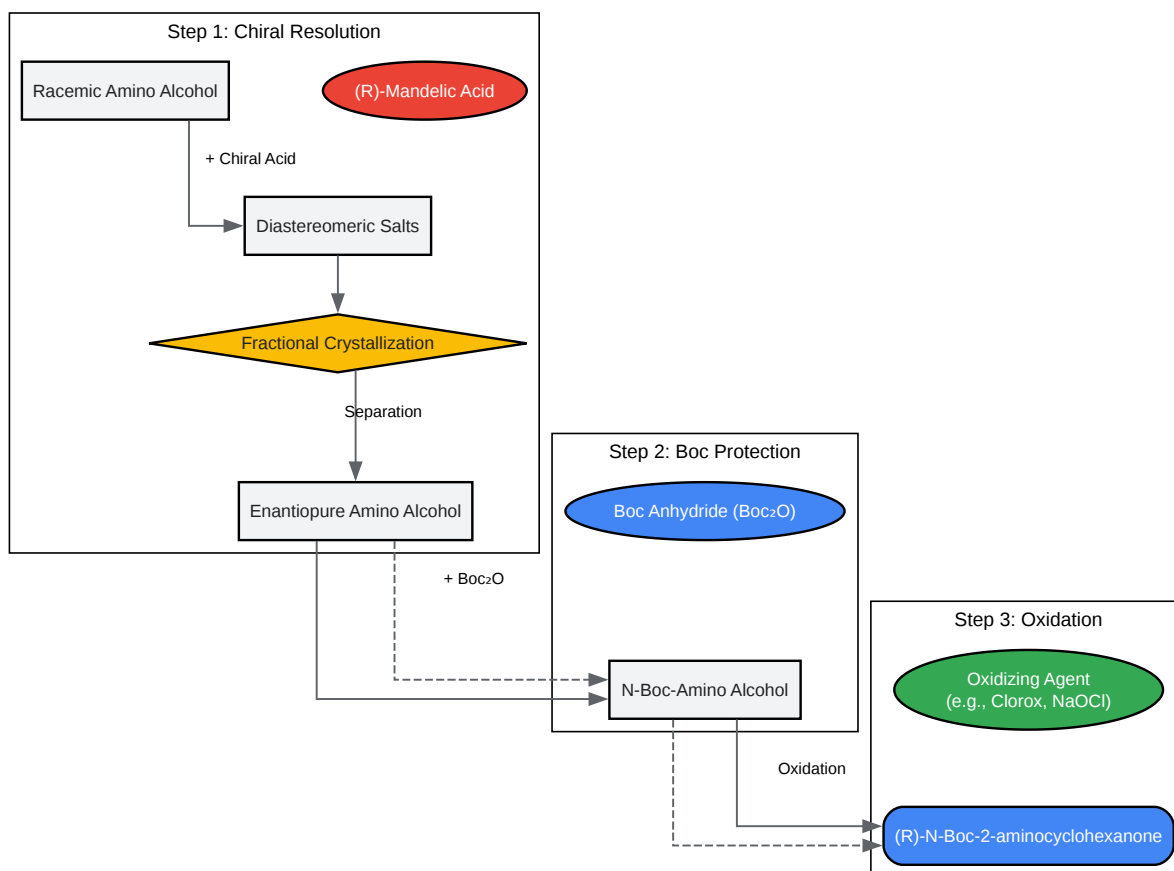 Step 1: Chiral Resolution
Racemic Amino Alcohol
(R)-Mandelic Acid
+ Chiral Acid
Diastereomeric Salts
Fractional Crystallization
Separation
Enantiopure Amino Alcohol
Step 2: Boc Protection
Boc Anhydride (Boc₂O)
+ Boc₂O
N-Boc-Amino Alcohol
Step 3: Oxidation
Oxidizing Agent
(e.g., Clorox, NaOCl)
Oxidation
(R)-N-Boc-2-aminocyclohexanone